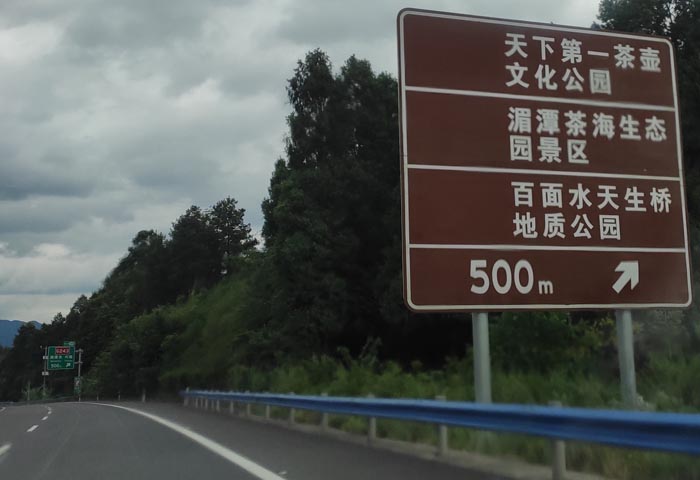 天下第一茶壶
文化公园
湄潭茶海生态
园景区
百面水天生桥
地质公园
500m